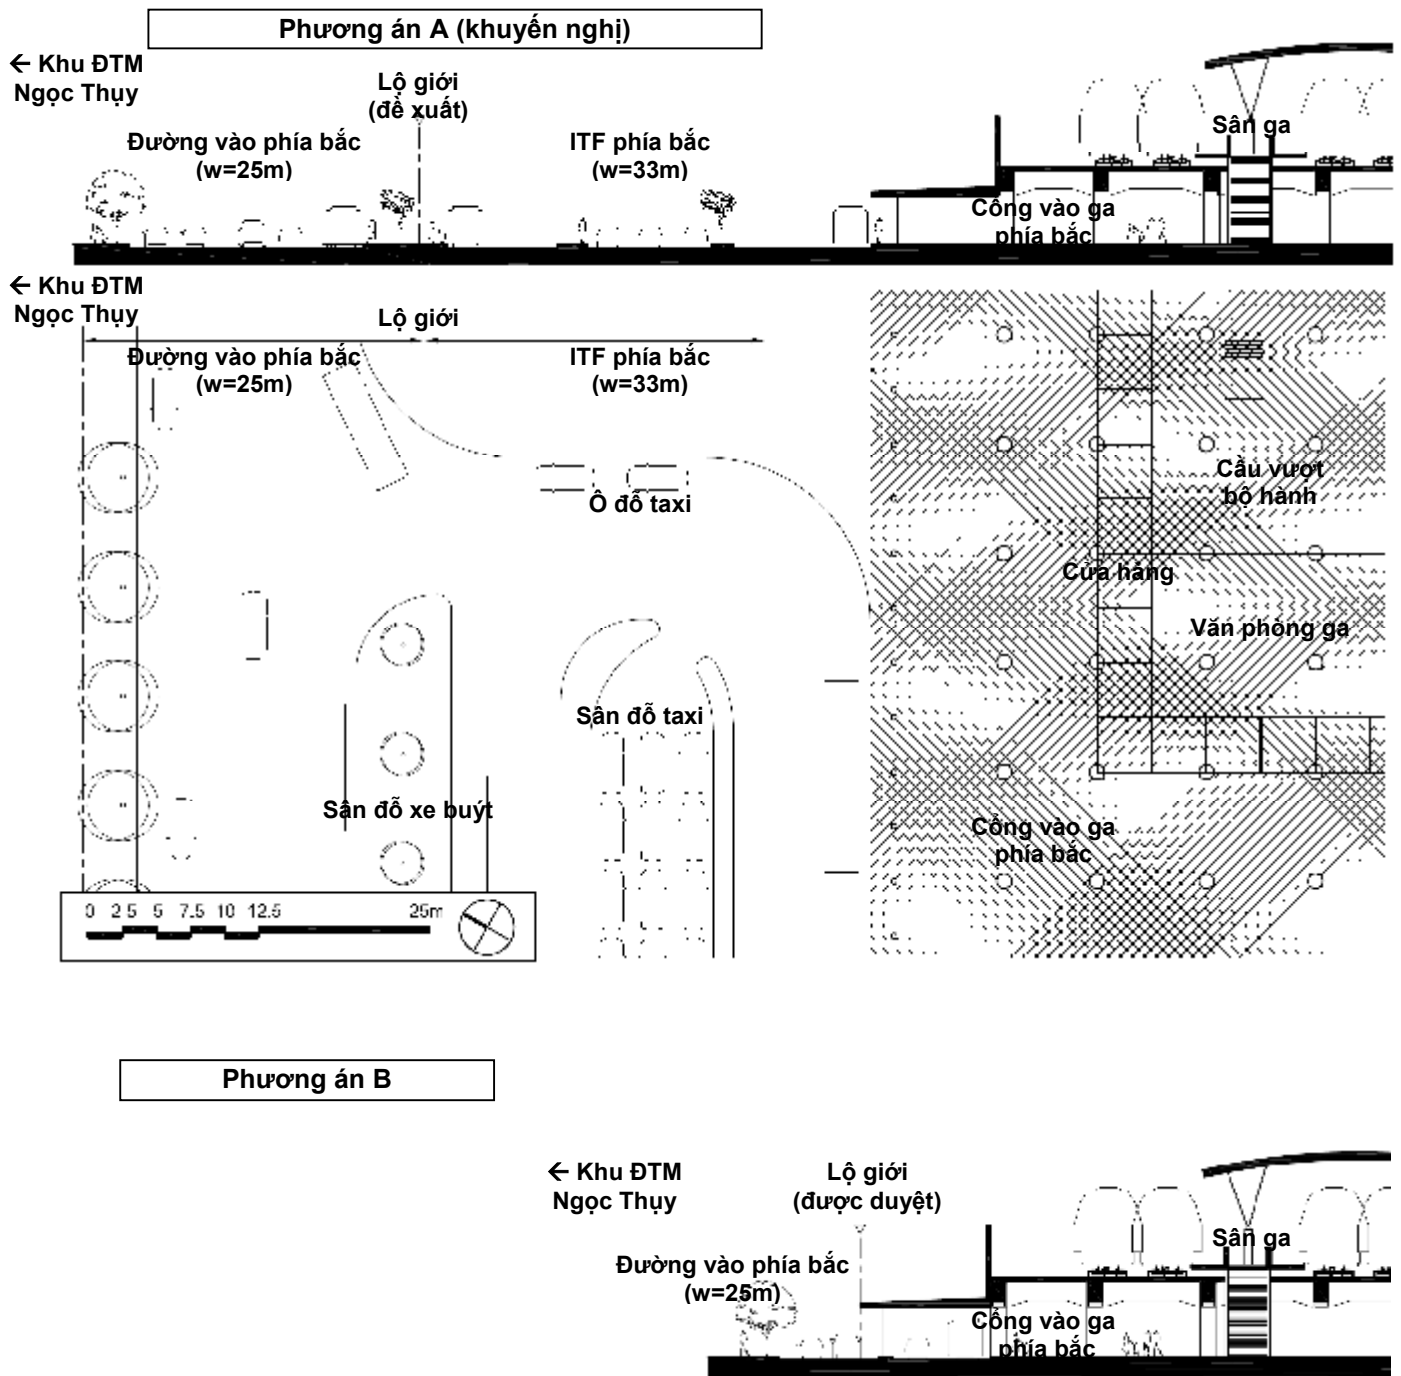 Phương án A (khuyến nghị)
← Khu ĐTM
Ngọc Thụy
Lộ giới
(đề xuất)
Đường vào phía bắc
(w=25m)
ITF phía bắc
(w=33m)
Sân ga
Cổng vào ga
phía bắc
← Khu ĐTM
Ngọc Thụy
Lộ giới
Đường vào phía bắc
(w=25m)
ITF phía bắc
(w=33m)
Ô đỗ taxi
Cầu vượt
bộ hành
Cửa hàng
Văn phòng ga
Sân đỗ taxi
Sân đỗ xe buýt
Cổng vào ga
phía bắc
0 2.5 5 7.5 10 12.5 25m
Phương án B
← Khu ĐTM
Ngọc Thụy
Lộ giới
(được duyệt)
Đường vào phía bắc
(w=25m)
Sân ga
Cổng vào ga
phía bắc